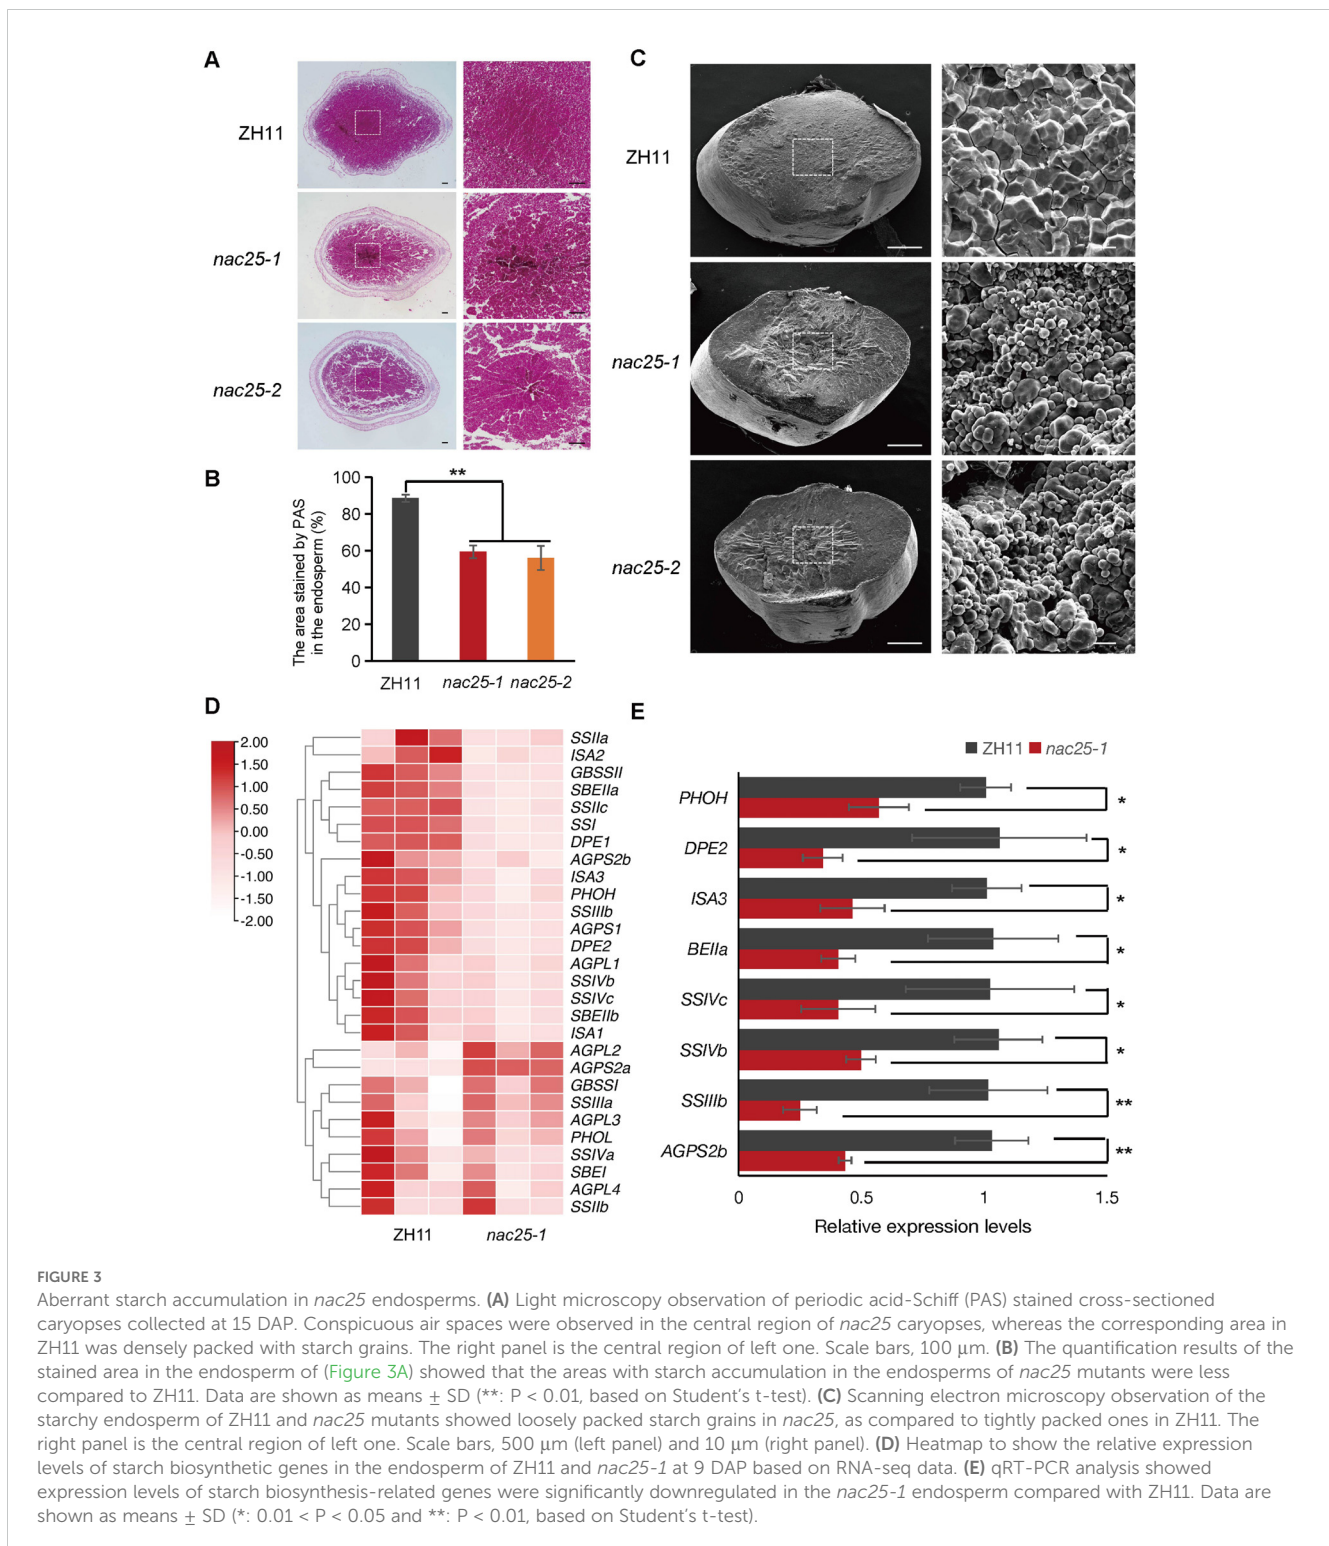 A
ZH11
nac25-1
nac25-2
B
The area stained by PAS
in the endosperm (%)
100
80
60
40
20
0
**
ZH11
nac25-1
nac25-2
C
ZH11
nac25-1
nac25-2
D
2.00
1.50
1.00
0.50
0.00
-0.50
-1.00
-1.50
-2.00
SSIIa
ISA2
GBSSII
SBEIIa
SSIIc
SSI
DPE1
AGPS2b
ISA3
PHOH
SSIIIb
AGPS1
DPE2
AGPL1
SSIVb
SSIVc
SBEIIb
ISA1
AGPL2
AGPS2a
GBSSI
SSIIIa
AGPL3
PHOL
SSIVa
SBEI
AGPL4
SSIIb
ZH11
nac25-1
E
ZH11 nac25-1
PHOH *
DPE2 *
ISA3 *
BEIIa *
SSIVc *
SSIVb *
SSIIIb **
AGPS2b **
0 0.5 1 1.5
Relative expression levels
FIGURE 3
Aberrant starch accumulation in nac25 endosperms. (A) Light microscopy observation of periodic acid-Schiff (PAS) stained cross-sectioned
caryopses collected at 15 DAP. Conspicuous air spaces were observed in the central region of nac25 caryopses, whereas the corresponding area in
ZH11 was densely packed with starch grains. The right panel is the central region of left one. Scale bars, 100 μm. (B) The quantification results of the
stained area in the endosperm of (Figure 3A) showed that the areas with starch accumulation in the endosperms of nac25 mutants were less
compared to ZH11. Data are shown as means ± SD (**: P < 0.01, based on Student's t-test). (C) Scanning electron microscopy observation of the
starchy endosperm of ZH11 and nac25 mutants showed loosely packed starch grains in nac25, as compared to tightly packed ones in ZH11. The
right panel is the central region of left one. Scale bars, 500 μm (left panel) and 10 μm (right panel). (D) Heatmap to show the relative expression
levels of starch biosynthetic genes in the endosperm of ZH11 and nac25-1 at 9 DAP based on RNA-seq data. (E) qRT-PCR analysis showed
expression levels of starch biosynthesis-related genes were significantly downregulated in the nac25-1 endosperm compared with ZH11. Data are
shown as means ± SD (*: 0.01 < P < 0.05 and **: P < 0.01, based on Student's t-test).